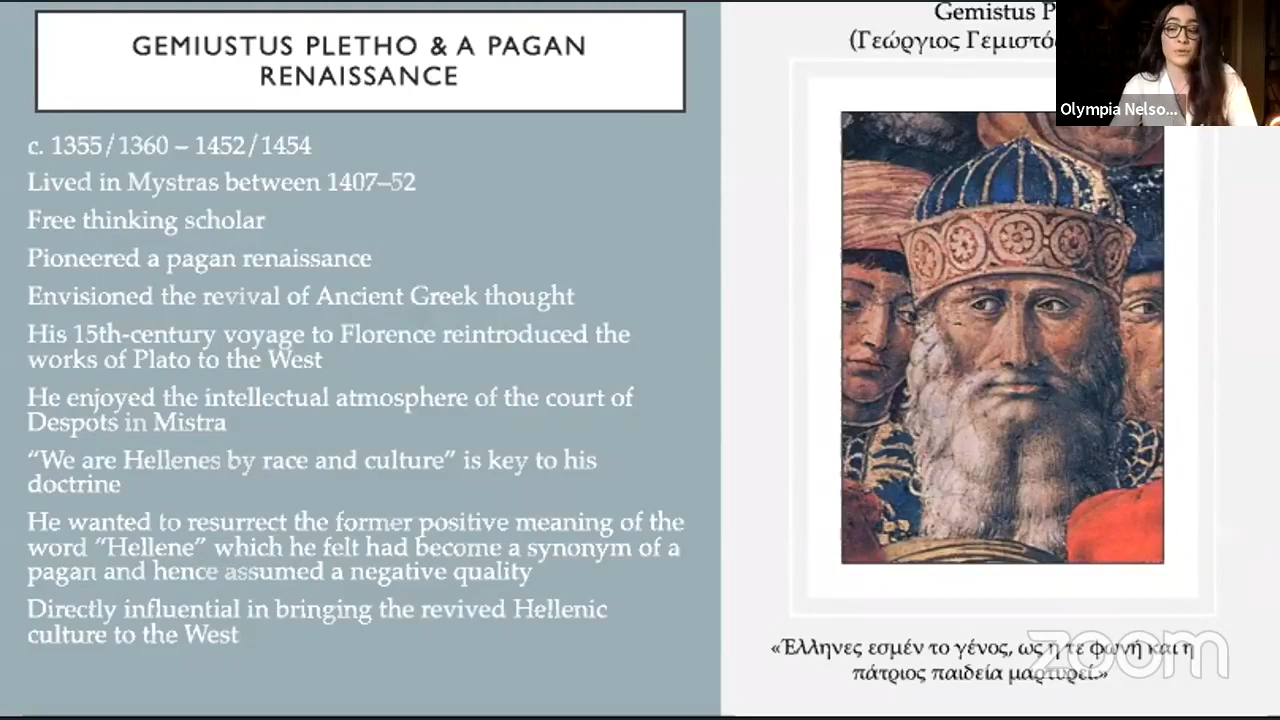 GEMIUSTUS PLETHO & A PAGAN
RENAISSANCE
c. 1355/1360 – 1452/1454
Lived in Mystras between 1407–52
Free thinking scholar
Pioneered a pagan renaissance
Envisioned the revival of Ancient Greek thought
His 15th-century voyage to Florence reintroduced the
works of Plato to the West
He enjoyed the intellectual atmosphere of the court of
Despots in Mistra
“We are Hellenes by race and culture” is key to his
doctrine
He wanted to resurrect the former positive meaning of the
word “Hellene” which he felt had become a synonym of a
pagan and hence assumed a negative quality
Directly influential in bringing the revived Hellenic
culture to the West
Gemistus P
(Γεώργιος Γεμιστό
Olympia Nelso...
«Έλληνες εσμέν το γένος, ως η τε φωνή και η
πάτριος παιδεία μαρτυρεί.»
zoom